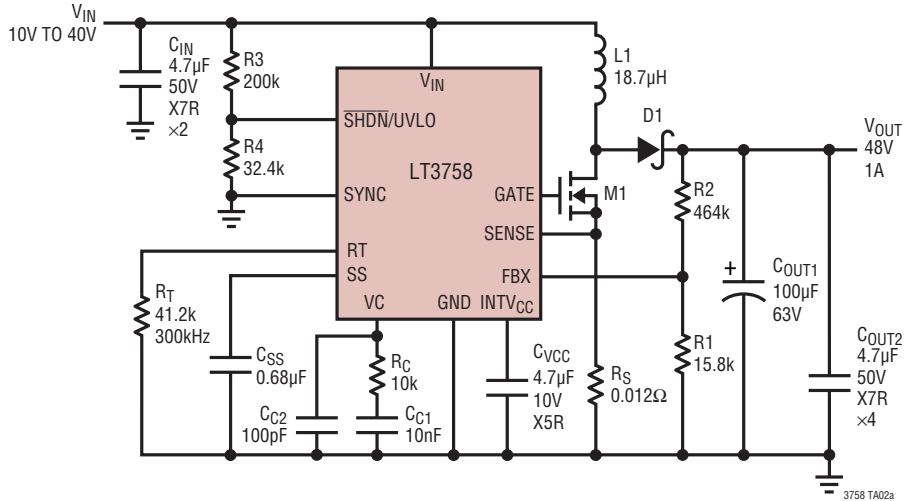 V_IN
10V TO 40V
C_IN
4.7µF
50V
X7R
×2
R3
200k
R4
32.4k
V_IN
SHDN/UVLO
LT3758
SYNC
GATE
SENSE
RT
SS
FBX
VC
GND
INTV_CC
L1
18.7µH
D1
V_OUT
48V
1A
M1
R2
464k
C_OUT1
100µF
63V
+
R_T
41.2k
300kHz
C_SS
0.68µF
R_C
10k
C_C2
100pF
C_C1
10nF
C_VCC
4.7µF
10V
X5R
R_S
0.012Ω
R1
15.8k
C_OUT2
4.7µF
50V
X7R
×4
3758 TA02a